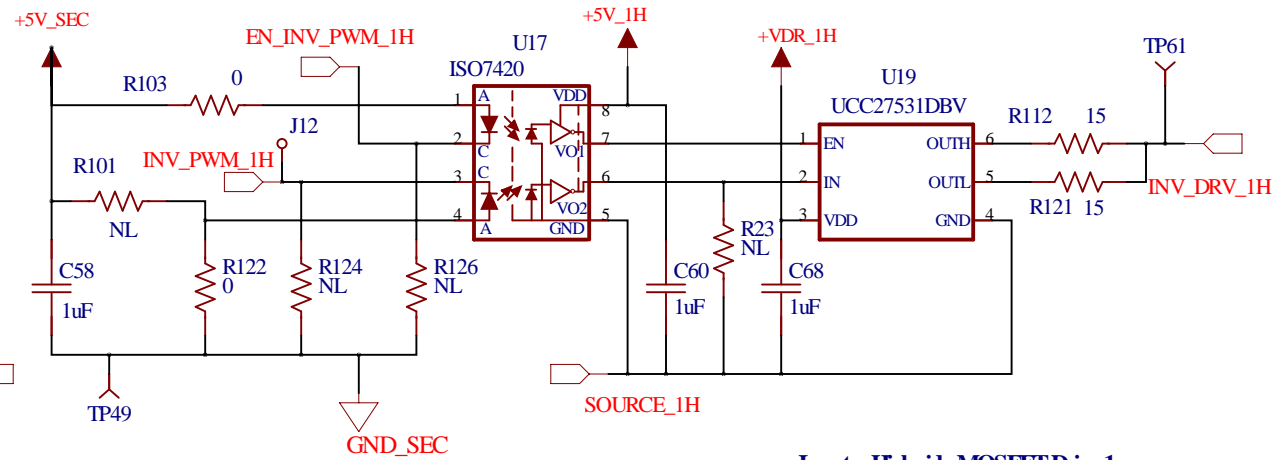 +5V_SEC
+5V_1H
EN_INV_PWM_1H
U17
+VDR_1H
TP61
R103
0
ISO7420
U19
UCC27531DBV
1
A
VDD
8
R112
15
J12
2
C
VO1
7
1
EN
OUTH
6
INV_PWM_1H
R101
3
C
6
2
IN
OUTL
5
INV_DRV_1H
NL
4
A
VO2
GND
5
3
VDD
GND
4
R121
15
R23
NL
C58
1uF
R122
0
R124
NL
R126
NL
C60
1uF
C68
1uF
TP49
SOURCE_1H
GND_SEC